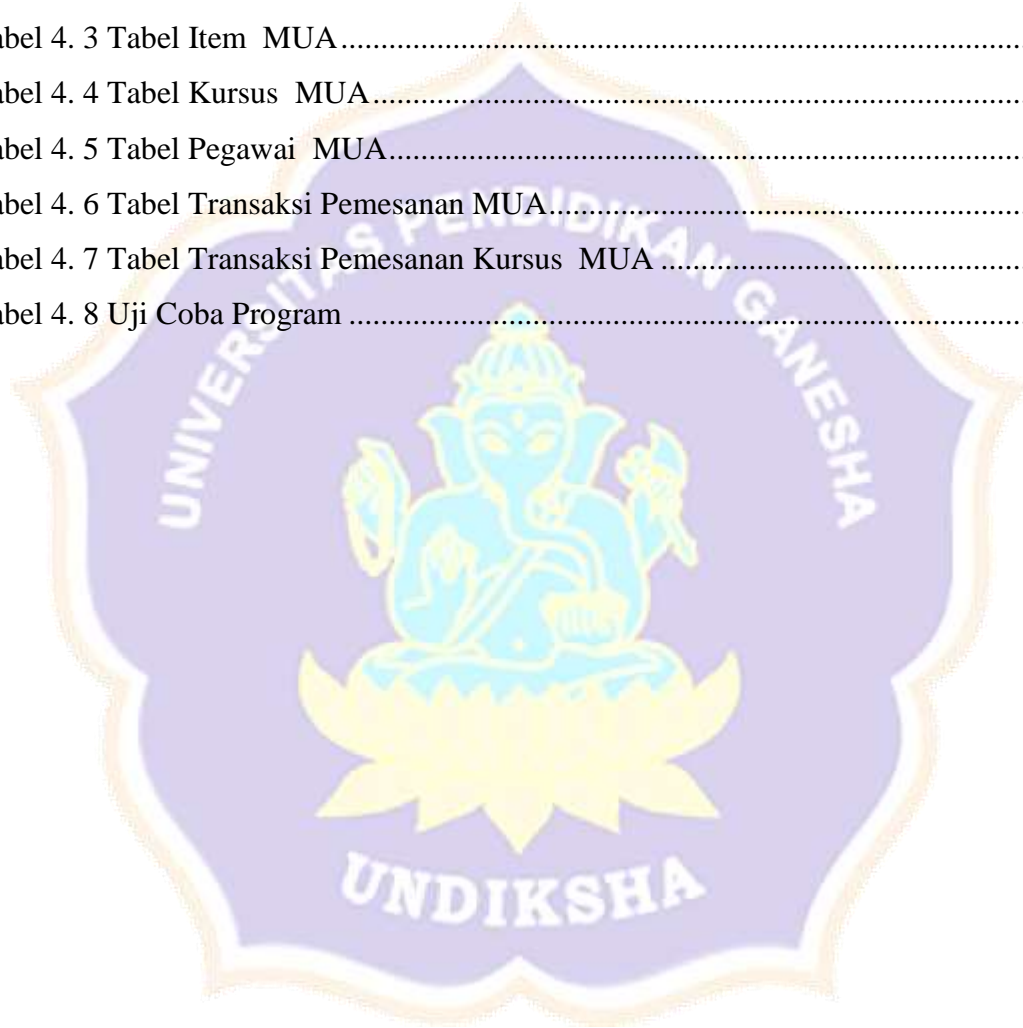 abel 4. 3 Tabel Item  MUA....................................................................................
abel 4. 4 Tabel Kursus  MUA................................................................................
abel 4. 5 Tabel Pegawai  MUA..............................................................................
abel 4. 6 Tabel Transaksi Pemesanan MUA..........................................................
abel 4. 7 Tabel Transaksi Pemesanan Kursus  MUA ............................................
abel 4. 8 Uji Coba Program ...................................................................................
UNIVERSITAS PENDIDIKAN GANESHA
UNDIKSHA